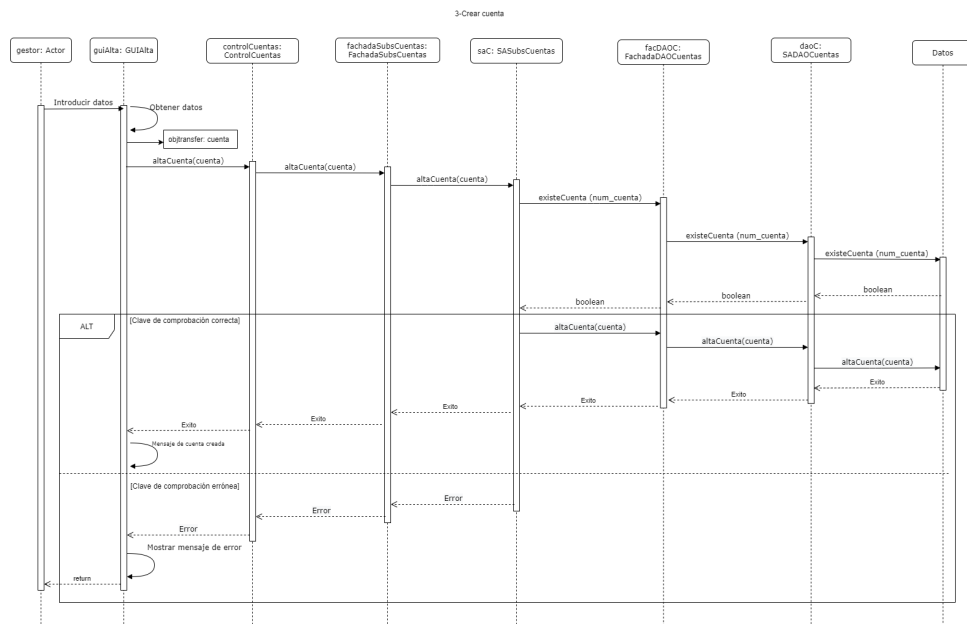 3-Crear cuenta
gestor: Actor
guiAlta: GUIAlta
controlCuentas:
ControlCuentas
fachadaSubsCuentas:
FachadaSubsCuentas
saC: SASubsCuentas
facDAOC:
FachadaDAOCuentas
daoC:
SADAOCuentas
Datos
Introducir datos
Obtener datos
objtransfer: cuenta
altaCuenta(cuenta)
altaCuenta(cuenta)
altaCuenta(cuenta)
existeCuenta (num_cuenta)
existeCuenta (num_cuenta)
existeCuenta (num_cuenta)
boolean
boolean
boolean
ALT
[Clave de comprobación correcta]
altaCuenta(cuenta)
altaCuenta(cuenta)
altaCuenta(cuenta)
Exito
Exito
Exito
Exito
Exito
Exito
Mensaje de cuenta creada
[Clave de comprobación errónea]
Error
Error
Error
Mostrar mensaje de error
return